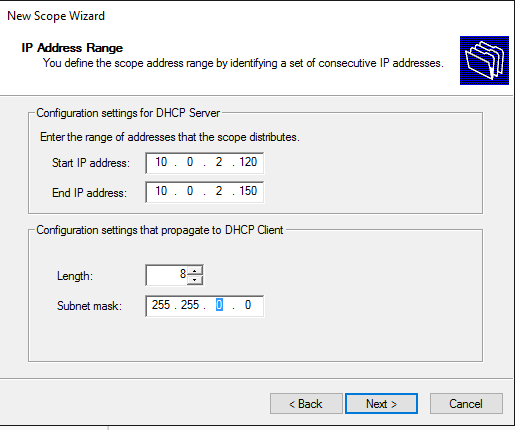 New Scope Wizard
IP Address Range
You define the scope address range by identifying a set of consecutive IP addresses.
Configuration settings for DHCP Server
Enter the range of addresses that the scope distributes.
Start IP address: 10 . 0 . 2 . 120
End IP address: 10 . 0 . 2 . 150
Configuration settings that propagate to DHCP Client
Length: 8
Subnet mask: 255 . 255 . 0 . 0
< Back Next > Cancel